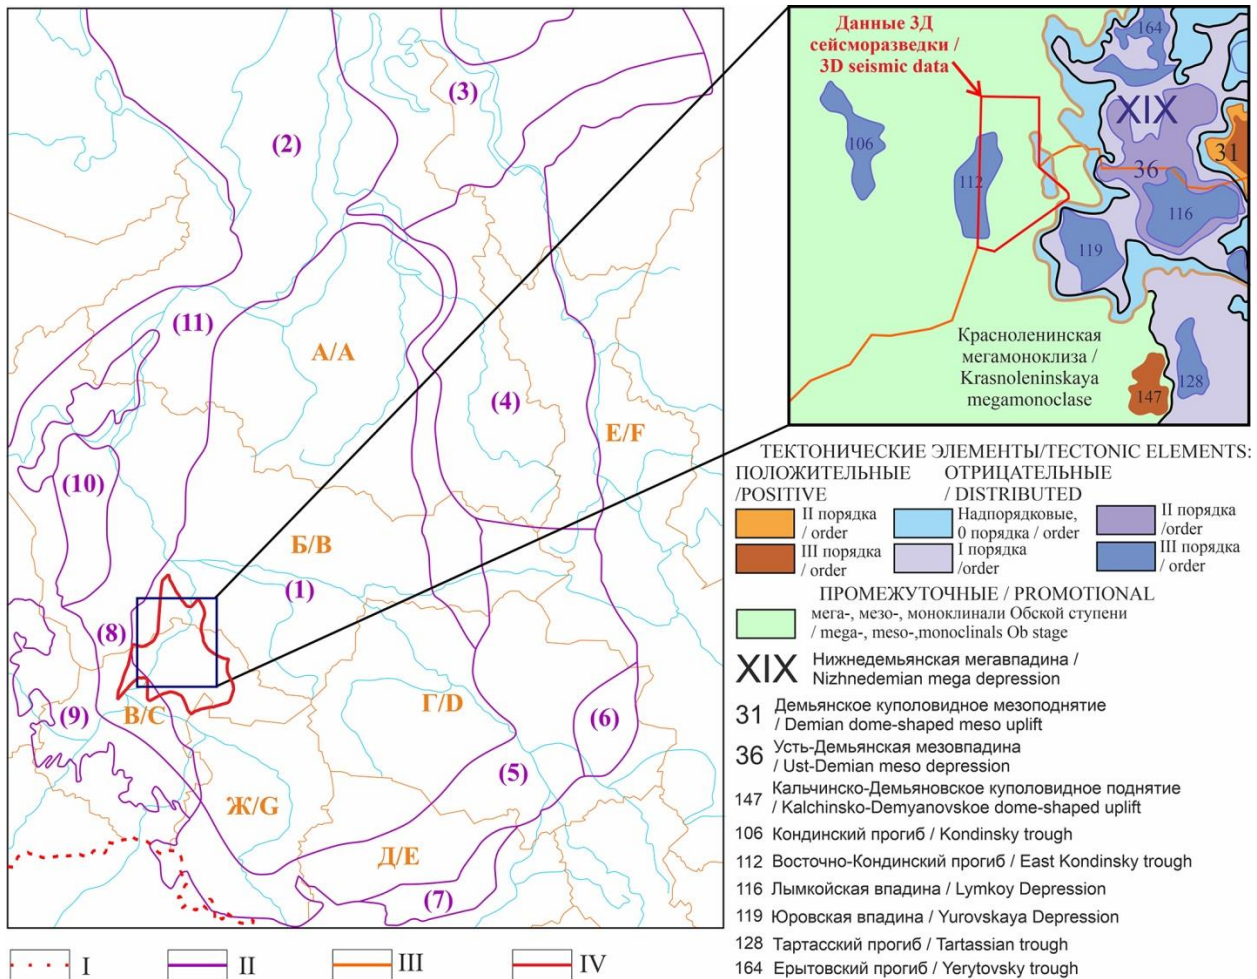 (3)
(2)
(11)
А/A
(4)
Е/F
(10)
Б/B
(1)
(8)
В/C
Г/D
(6)
(9)
(5)
Ж/G
Д/E
(7)
I
II
III
IV
Данные 3Д
сейсморазведки /
3D seismic data
164
XIX
106
31
36
112
116
119
Красноленинская
мегамоноклиза /
Krasnoleninskaya
megamonoclase
147
128
ТЕКТОНИЧЕСКИЕ ЭЛЕМЕНТЫ/TECTONIC ELEMENTS:
ПОЛОЖИТЕЛЬНЫЕ
/POSITIVE
ОТРИЦАТЕЛЬНЫЕ
/ DISTRIBUTED
II порядка
/ order
Надпорядковые,
0 порядка / order
II порядка
/order
III порядка
/ order
I порядка
/order
III порядка
/ order
ПРОМЕЖУТОЧНЫЕ / PROMOTIONAL
мега-, мезо-, моноклинали Обской ступени
/ mega-, meso-,monoclinals Ob stage
XIX Нижнедемьянская мегавпадина /
Nizhnedemian mega depression
31 Демьянское куполовидное мезоподнятие
/ Demian dome-shaped meso uplift
36 Усть-Демьянская мезовпадина
/ Ust-Demian meso depression
147 Кальчинско-Демьяновское куполовидное поднятие
/ Kalchinsko-Demyanovskoe dome-shaped uplift
106 Кондинский прогиб / Kondinsky trough
112 Восточно-Кондинский прогиб / East Kondinsky trough
116 Лымкойская впадина / Lymkoy Depression
119 Юровская впадина / Yurovskaya Depression
128 Тартасский прогиб / Tartassian trough
164 Ерытовский прогиб / Yerytovsky trough